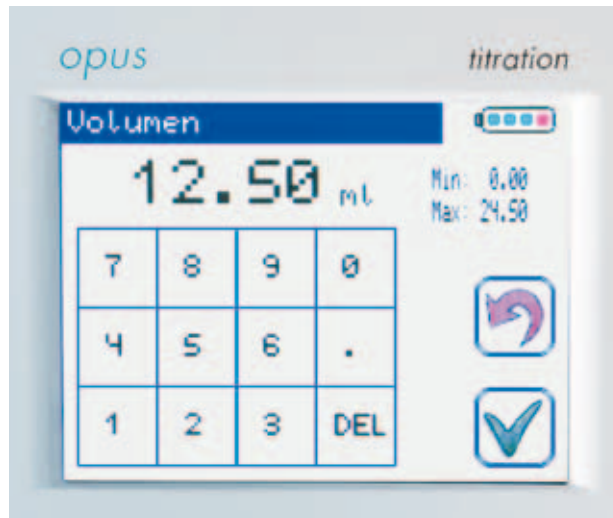 opus titration
Volumen
12.50 ml
Min: 0.00
Max: 24.50
7 8 9 0
4 5 6 .
1 2 3 DEL